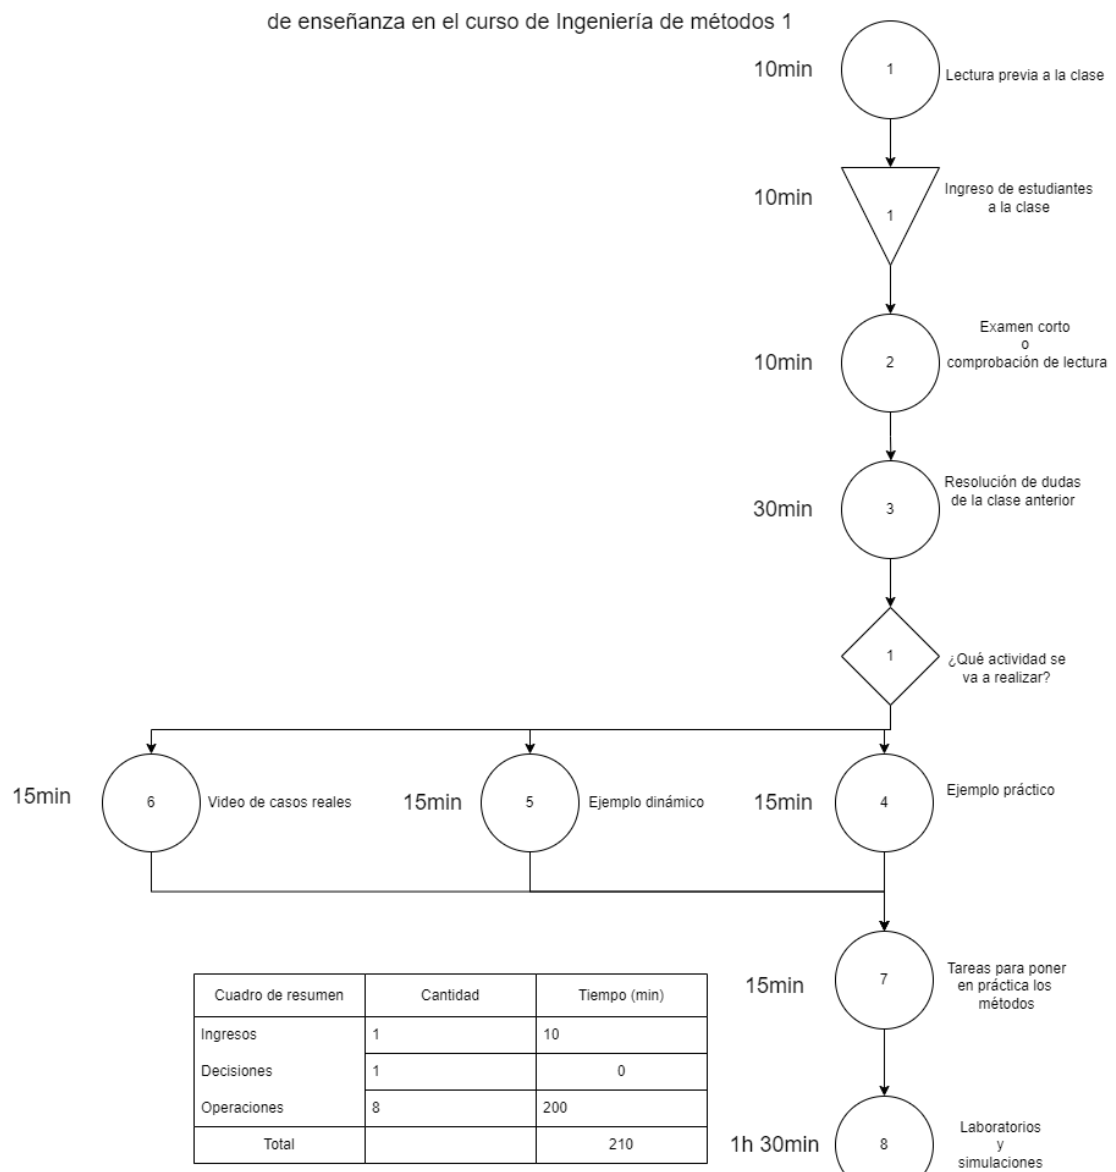 de enseñanza en el curso de Ingeniería de métodos 1
10min
1
Lectura previa a la clase
10min
1
Ingreso de estudiantes
a la clase
10min
2
Examen corto
o
comprobación de lectura
30min
3
Resolución de dudas
de la clase anterior
1
¿Qué actividad se
va a realizar?
15min
6
Video de casos reales
15min
5
Ejemplo dinámico
15min
4
Ejemplo práctico
15min
7
Tareas para poner
en práctica los
métodos
Cuadro de resumen Cantidad Tiempo (min)
Ingresos 1 10
Decisiones 1 0
Operaciones 8 200
Total 210
1h 30min
8
Laboratorios
y
simulaciones